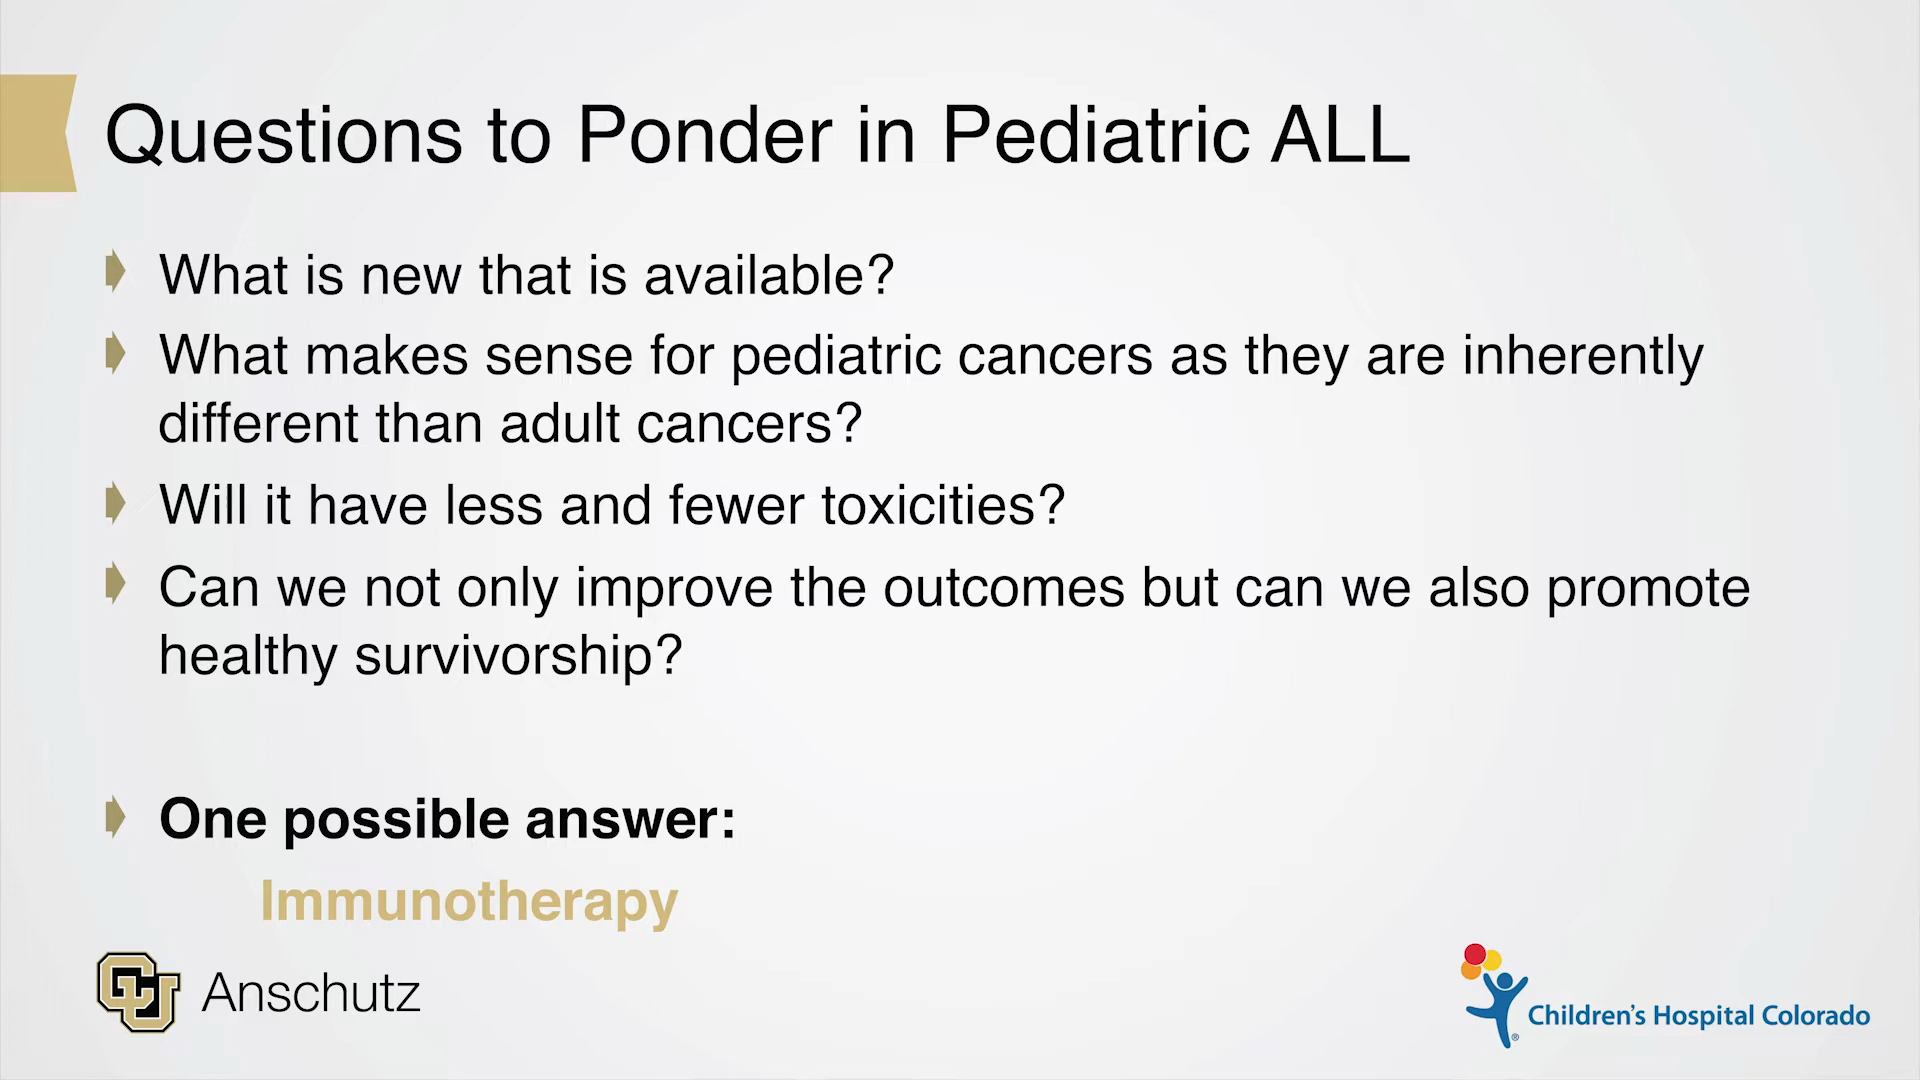 Questions to Ponder in Pediatric ALL
What is new that is available?
What makes sense for pediatric cancers as they are inherently
different than adult cancers?
Will it have less and fewer toxicities?
Can we not only improve the outcomes but can we also promote
healthy survivorship?
One possible answer:
Immunotherapy
CU Anschutz
Children's Hospital Colorado
®